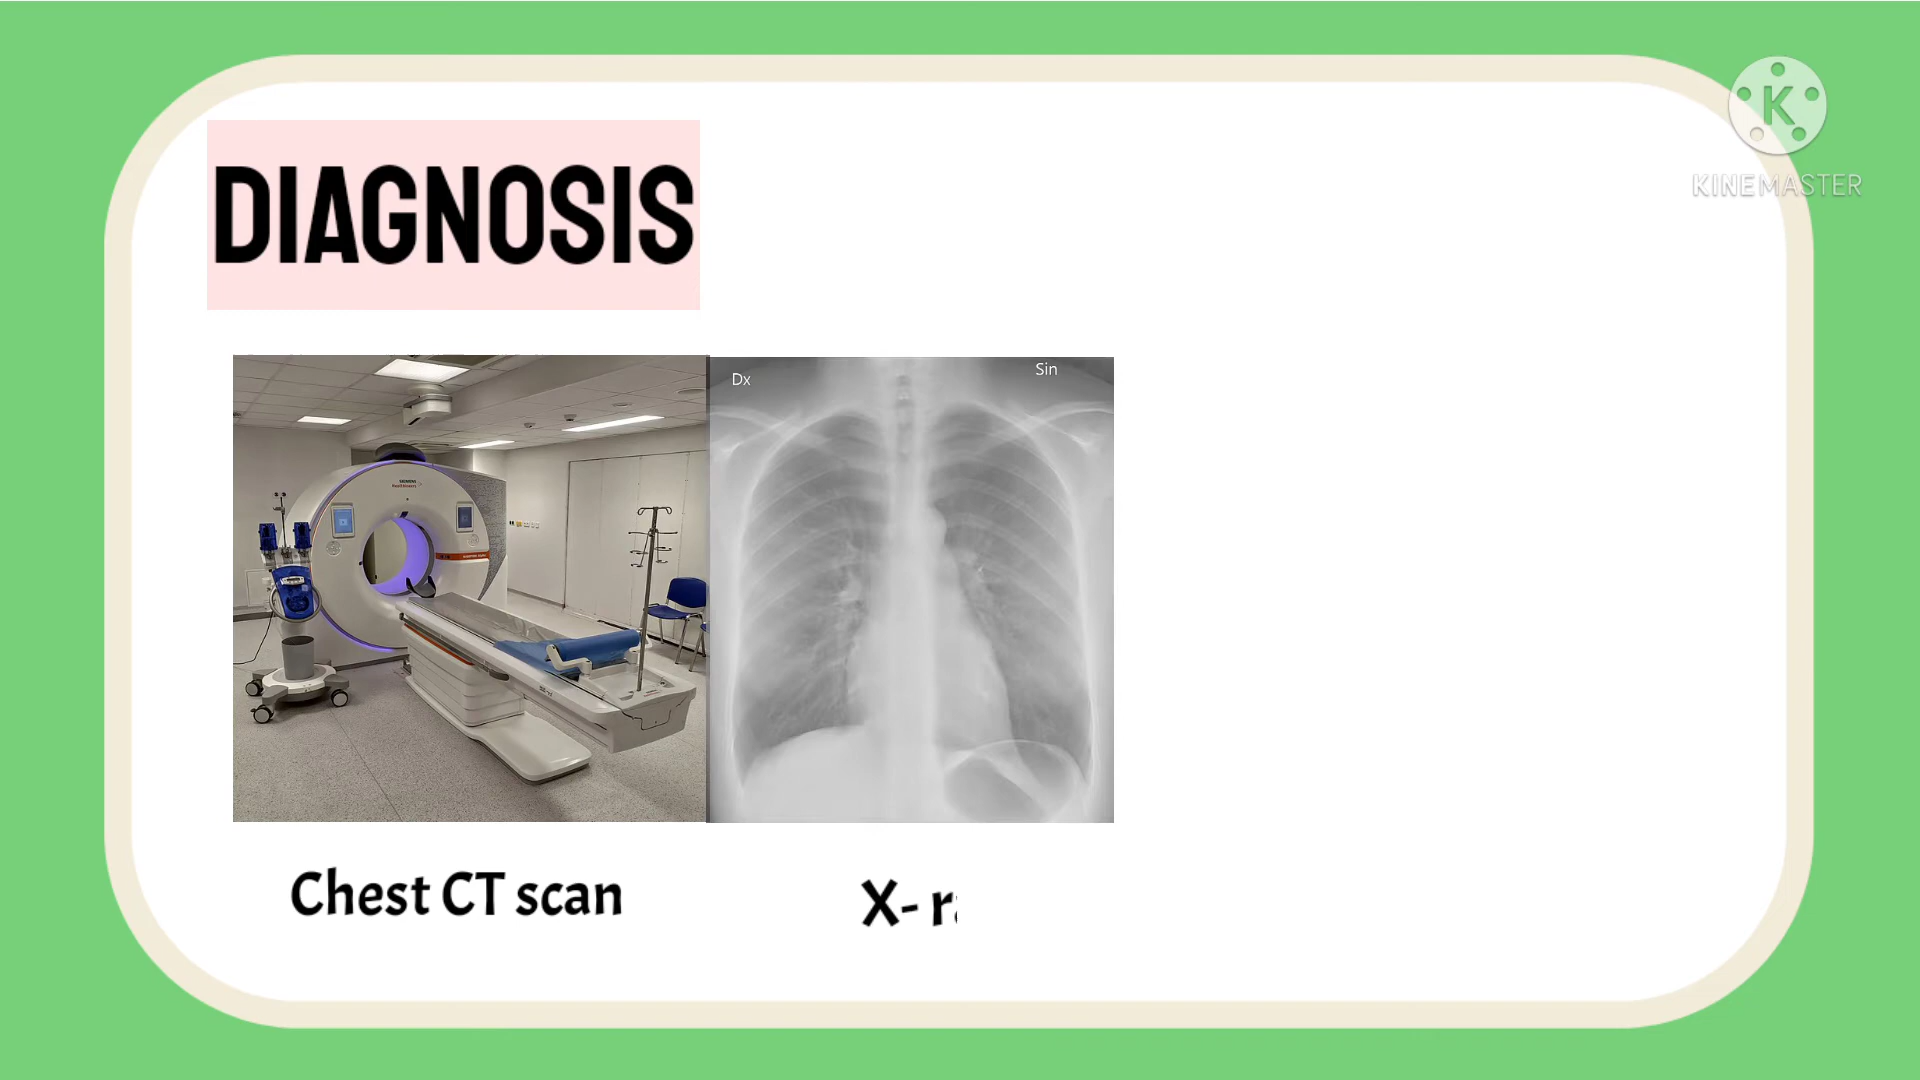 DIAGNOSIS
KINEMASTER
Dx
Sin
Chest CT scan
X- r